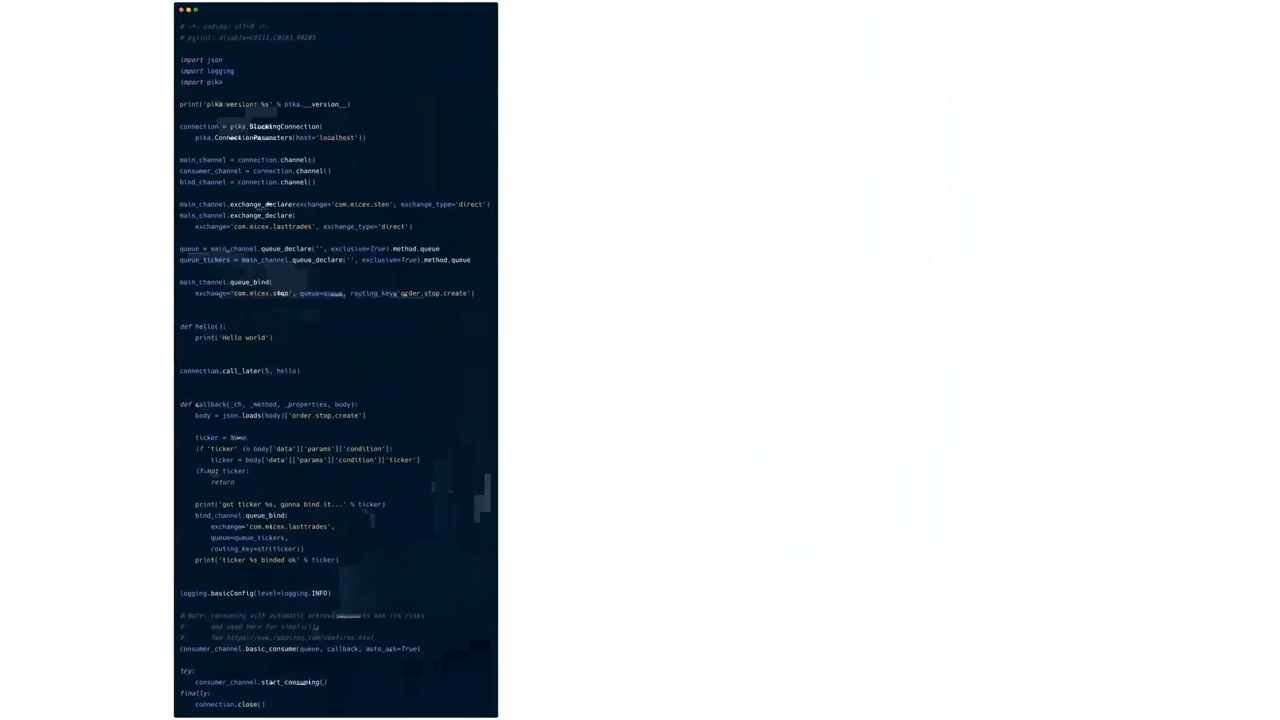 # -*- coding: utf-8 -*-
# pylint: disable=C0111,C0103,R0205
import json
import logging
import pika
print('pika version: %s' % pika.__version__)
connection = pika.BlockingConnection(
pika.ConnectionParameters(host='localhost'))
main_channel = connection.channel()
consumer_channel = connection.channel()
bind_channel = connection.channel()
main_channel.exchange_declare(exchange='com.micex.sten', exchange_type='direct')
main_channel.exchange_declare(
exchange='com.micex.lasttrades', exchange_type='direct')
queue = main_channel.queue_declare('', exclusive=True).method.queue
queue_tickers = main_channel.queue_declare('', exclusive=True).method.queue
main_channel.queue_bind(
exchange='com.micex.sten', queue=queue, routing_key='order.stop.create')
def hello():
print('Hello world')
connection.call_later(5, hello)
def callback(_ch, _method, _properties, body):
body = json.loads(body)['order.stop.create']
ticker = None
if 'ticker' in body['data']['params']['condition']:
ticker = body['data']['params']['condition']['ticker']
if not ticker:
return
print('got ticker %s, gonna bind it...' % ticker)
bind_channel.queue_bind(
exchange='com.micex.lasttrades',
queue=queue_tickers,
routing_key=str(ticker))
print('ticker %s binded ok' % ticker)
logging.basicConfig(level=logging.INFO)
# Note: consuming with automatic acknowledgements has its risks
# and used here for simplicity.
# See https://www.rabbitmq.com/confirms.html.
consumer_channel.basic_consume(queue, callback, auto_ack=True)
try:
consumer_channel.start_consuming()
finally:
connection.close()